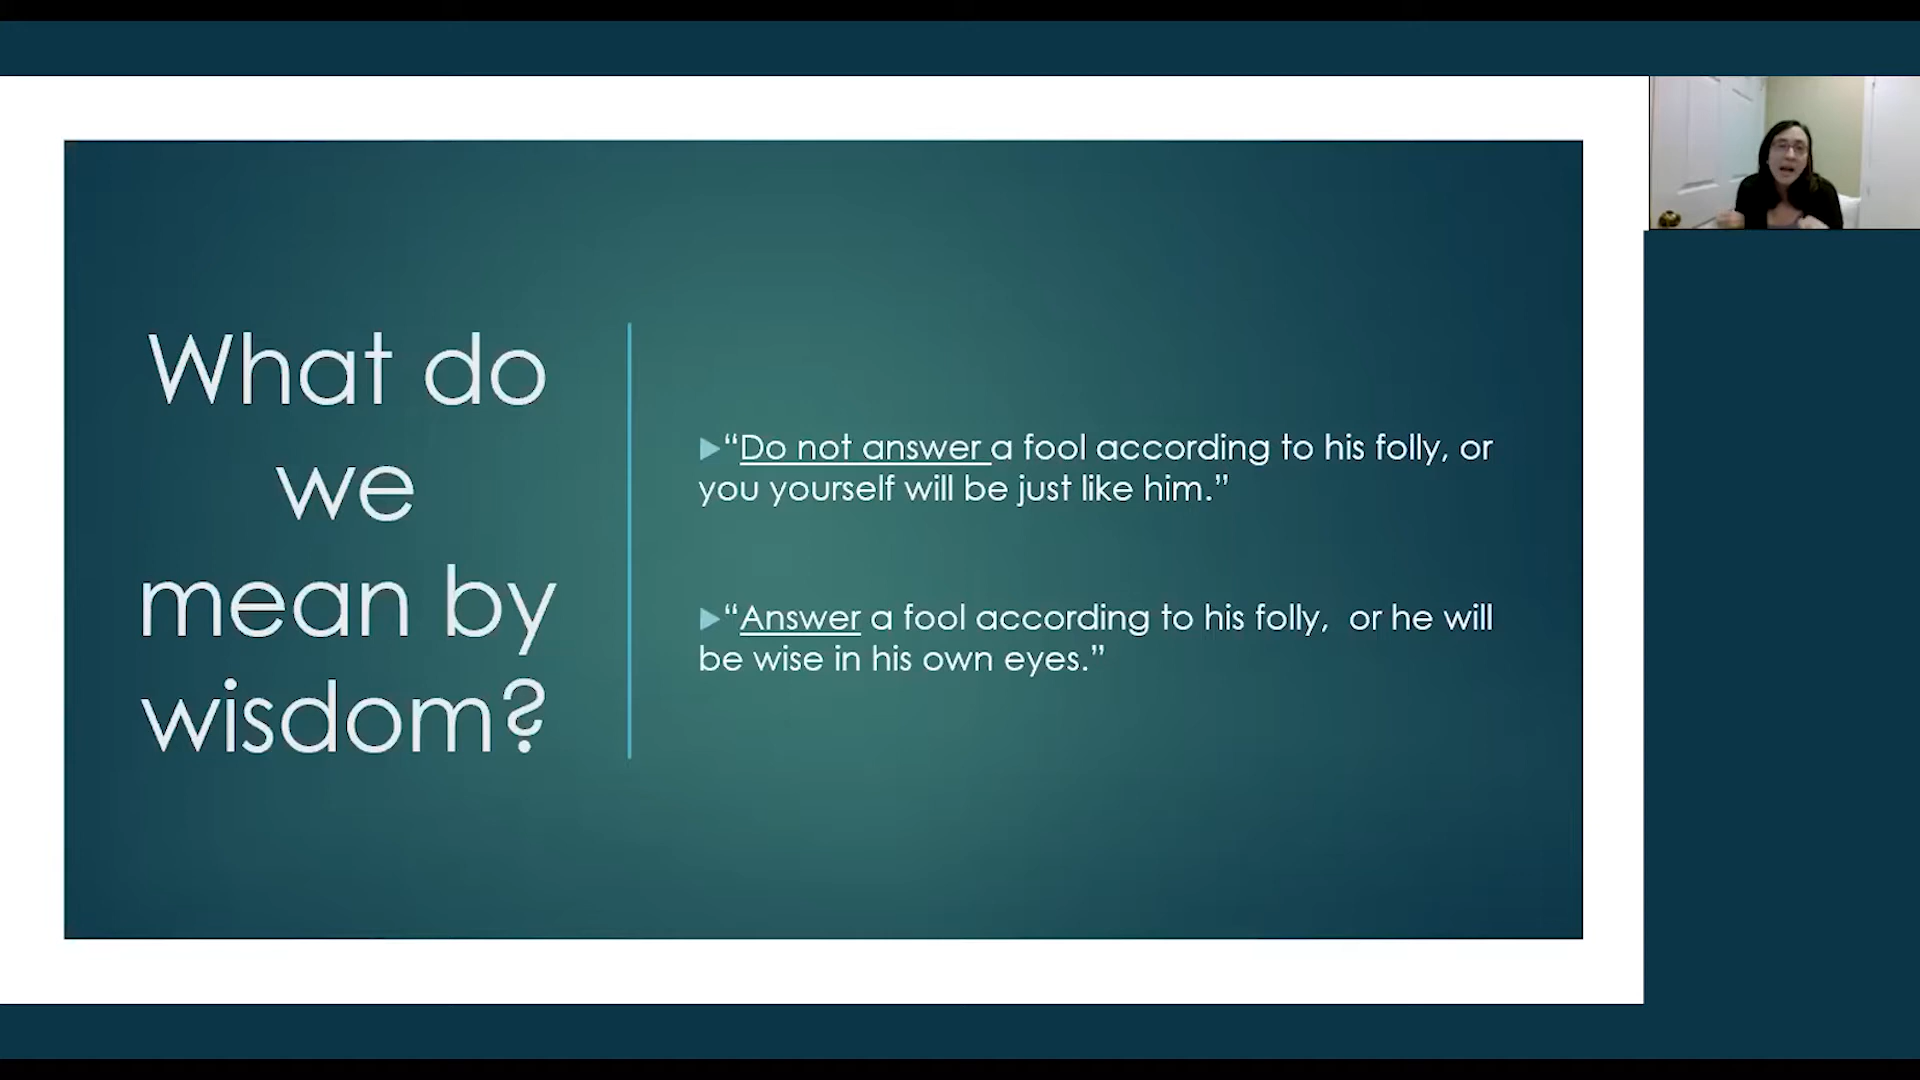 What do
we
mean by
wisdom?
“Do not answer a fool according to his folly, or
you yourself will be just like him.”
“Answer a fool according to his folly,  or he will
be wise in his own eyes.”